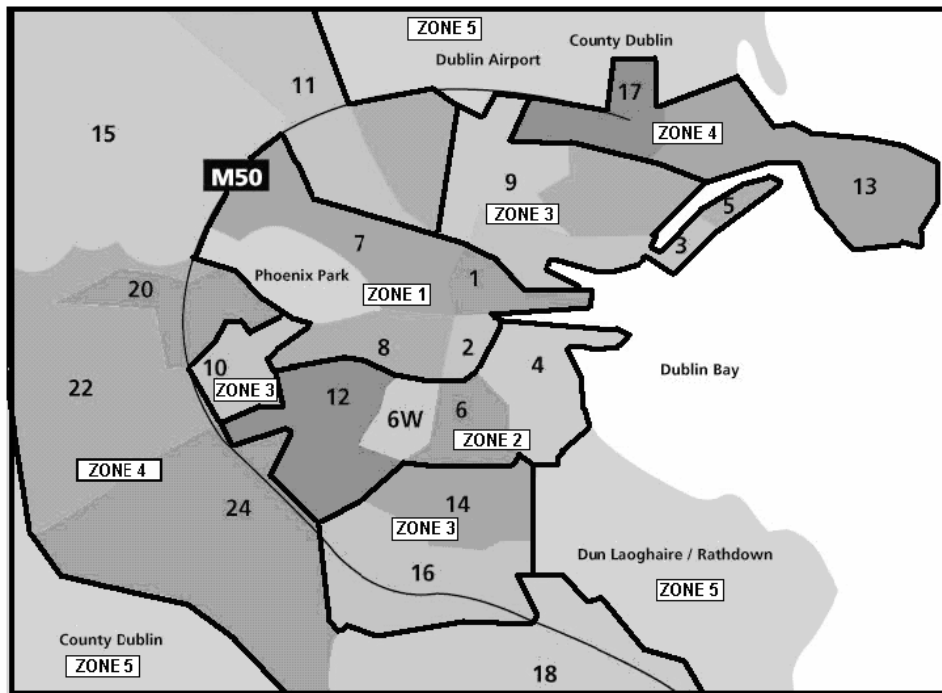 ZONE 5
County Dublin
Dublin Airport
11
17
15
ZONE 4
M50
9
13
5
ZONE 3
7
3
Phoenix Park
1
20
ZONE 1
8
2
4
10
Dublin Bay
22
ZONE 3
12
6W
6
ZONE 2
ZONE 4
24
14
ZONE 3
Dun Laoghaire / Rathdown
16
ZONE 5
County Dublin
ZONE 5
18